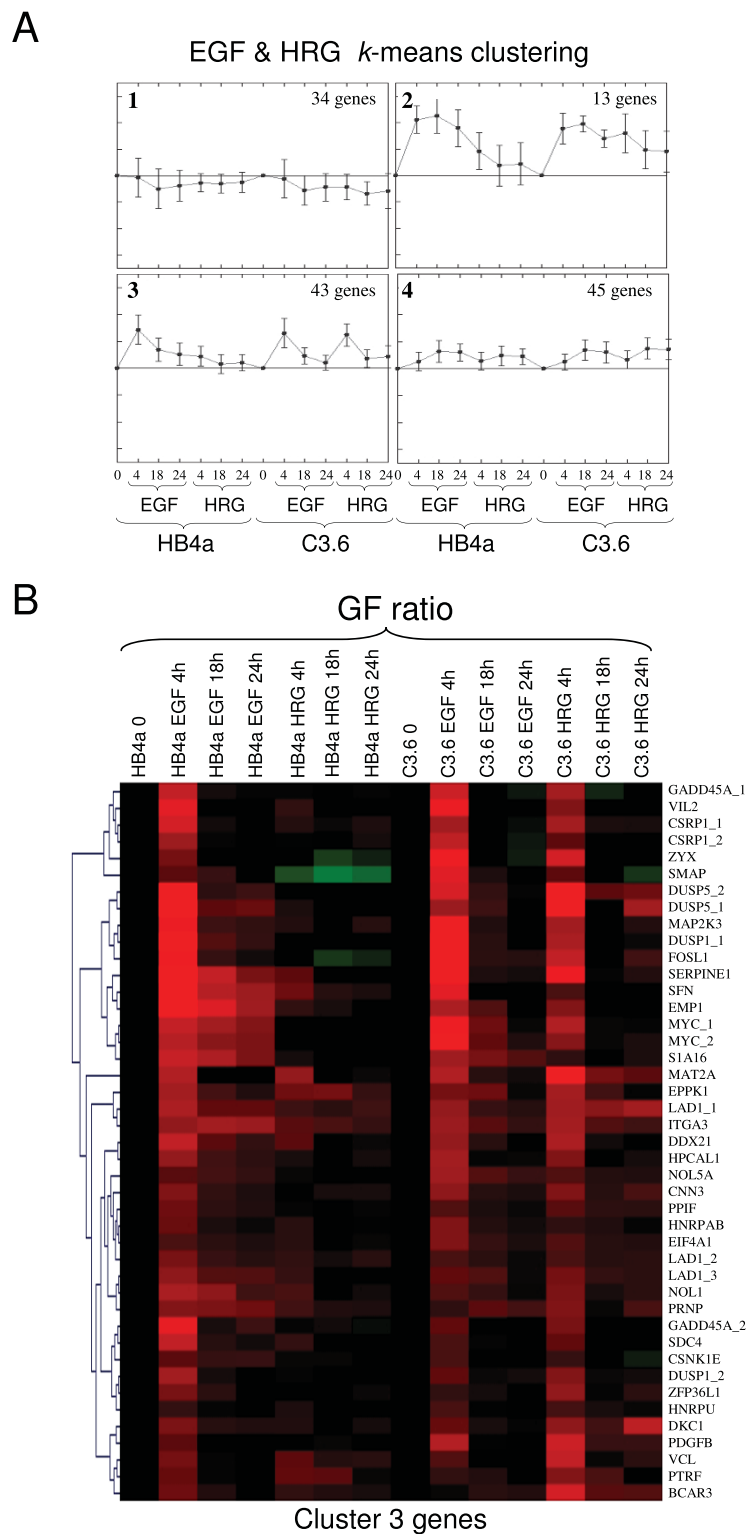 A
EGF & HRG k-means clustering
1 34 genes
2 13 genes
3 43 genes
4 45 genes
0 4 18 24 4 18 24 0 4 18 24 4 18 24 0 4 18 24 4 18 24 0 4 18 24 4 18 24
EGF HRG EGF HRG EGF HRG EGF HRG
HB4a C3.6 HB4a C3.6
B
GF ratio
HB4a 0
HB4a EGF 4h
HB4a EGF 18h
HB4a EGF 24h
HB4a HRG 4h
HB4a HRG 18h
HB4a HRG 24h
C3.6 0
C3.6 EGF 4h
C3.6 EGF 18h
C3.6 EGF 24h
C3.6 HRG 4h
C3.6 HRG 18h
C3.6 HRG 24h
GADD45A_1
VIL2
CSRP1_1
CSRP1_2
ZYX
SMAP
DUSP5_2
DUSP5_1
MAP2K3
DUSP1_1
FOSL1
SERPINE1
SFN
EMP1
MYC_1
MYC_2
S1A16
MAT2A
EPPK1
LAD1_1
ITGA3
DDX21
HPCAL1
NOL5A
CNN3
PPIF
HNRPAB
EIF4A1
LAD1_2
LAD1_3
NOL1
PRNP
GADD45A_2
SDC4
CSNK1E
DUSP1_2
ZFP36L1
HNRPU
DKC1
PDGFB
VCL
PTRF
BCAR3
Cluster 3 genes